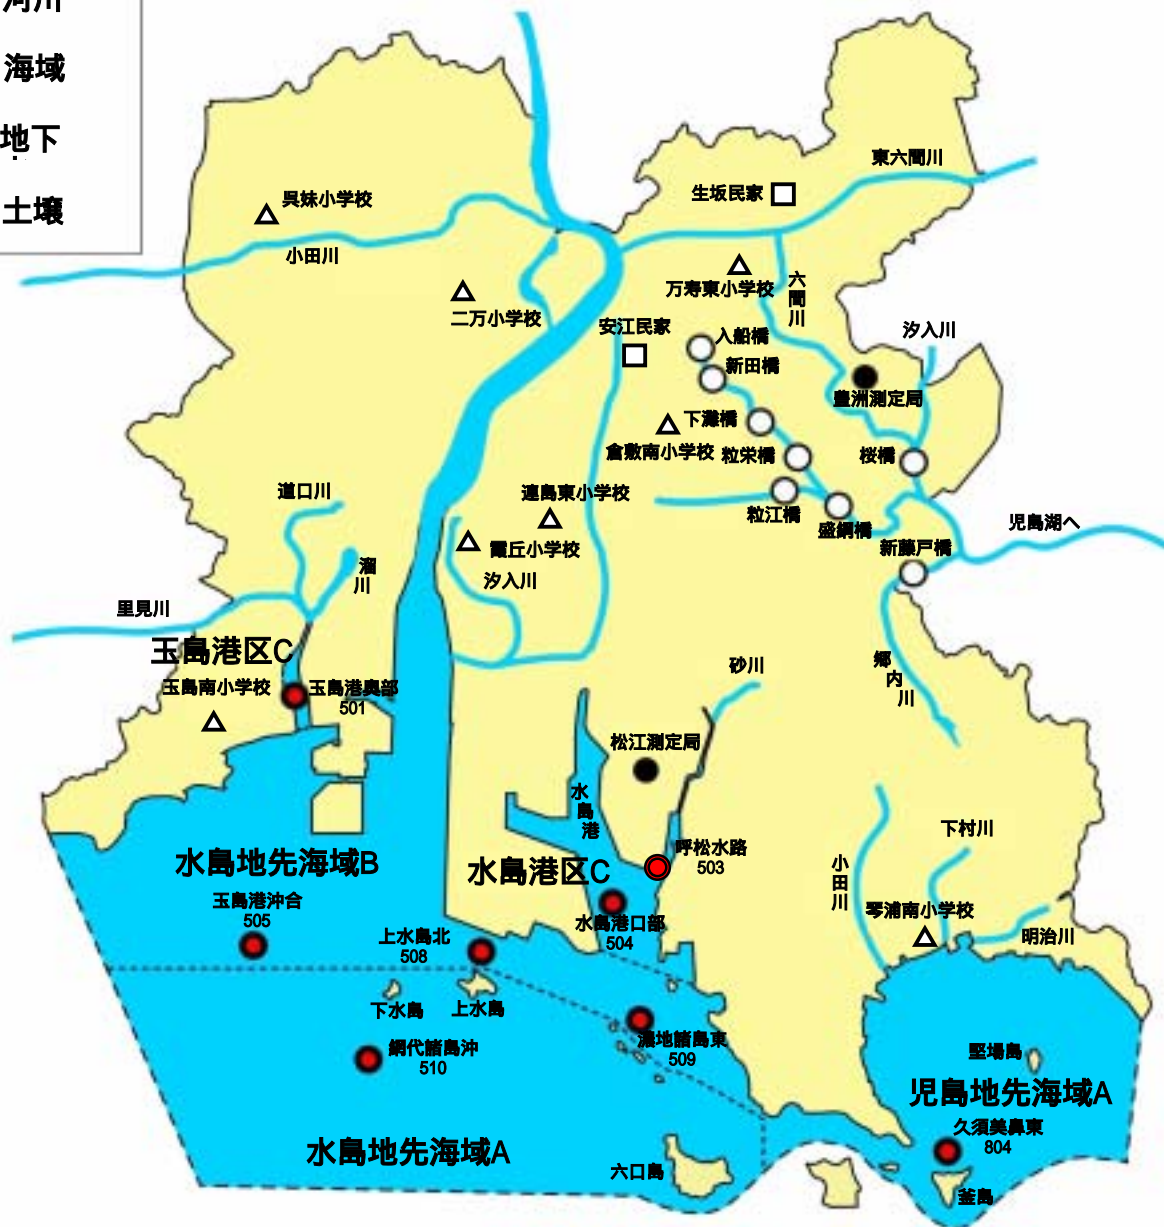 河川
海域
地下
土壌
東六間川
生坂民家
呉妹小学校
小田川
万寿東小学校
六間川
二万小学校
安江民家
入船橋
汐入川
新田橋
豊洲測定局
下灘橋
倉敷南小学校
粒栄橋
桜橋
道口川
連島東小学校
粒江橋
盛綱橋
児島湖へ
霞丘小学校
新藤戸橋
溜川
汐入川
里見川
玉島港区C
玉島南小学校
玉島港奥部
501
砂川
郷内川
松江測定局
水島港
下村川
水島地先海域B
水島港区C
呼松水路
503
小田川
玉島港沖合
505
琴浦南小学校
水島港口部
504
上水島北
508
明治川
下水島
上水島
網代諸島沖
510
濃地諸島東
509
堅場島
児島地先海域A
久須美鼻東
804
水島地先海域A
六口島
釜島